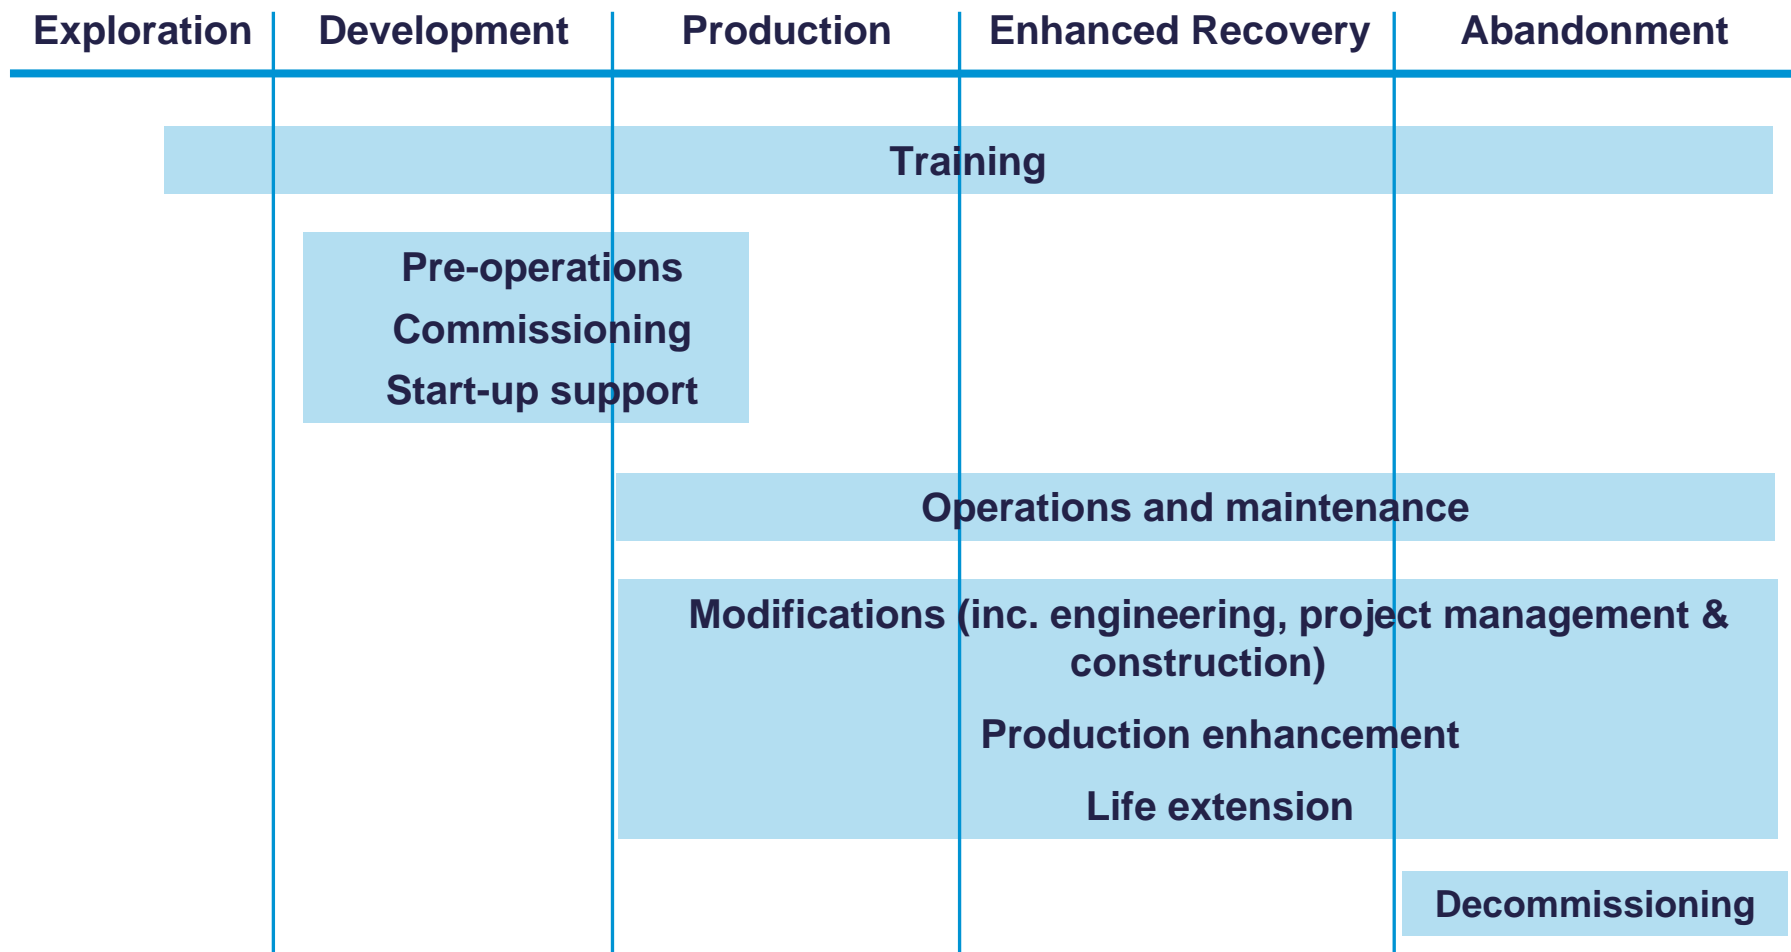 Exploration Development Production Enhanced Recovery Abandonment
Training
Pre-operations
Commissioning
Start-up support
Operations and maintenance
Modifications (inc. engineering, project management &
construction)
Production enhancement
Life extension
Decommissioning